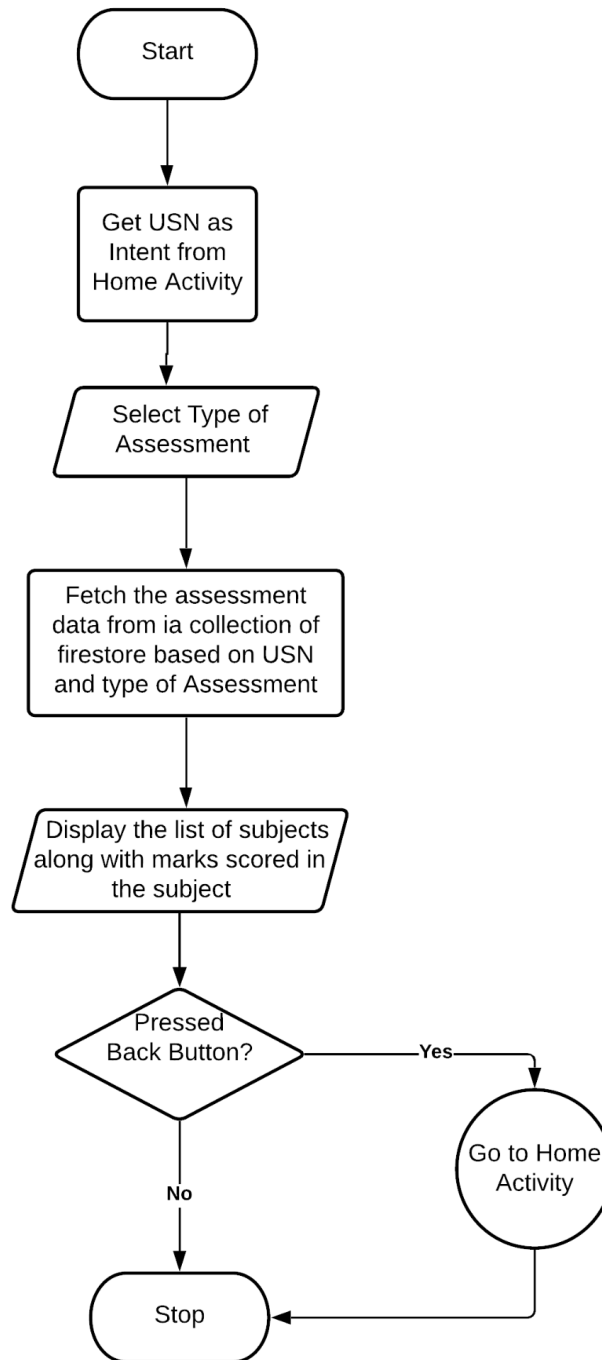 Start
Get USN as
Intent from
Home Activity
Select Type of
Assessment
Fetch the assessment
data from ia collection of
firestore based on USN
and type of Assessment
Display the list of subjects
along with marks scored in
the subject
Pressed
Back Button?
Yes
Go to Home
Activity
No
Stop